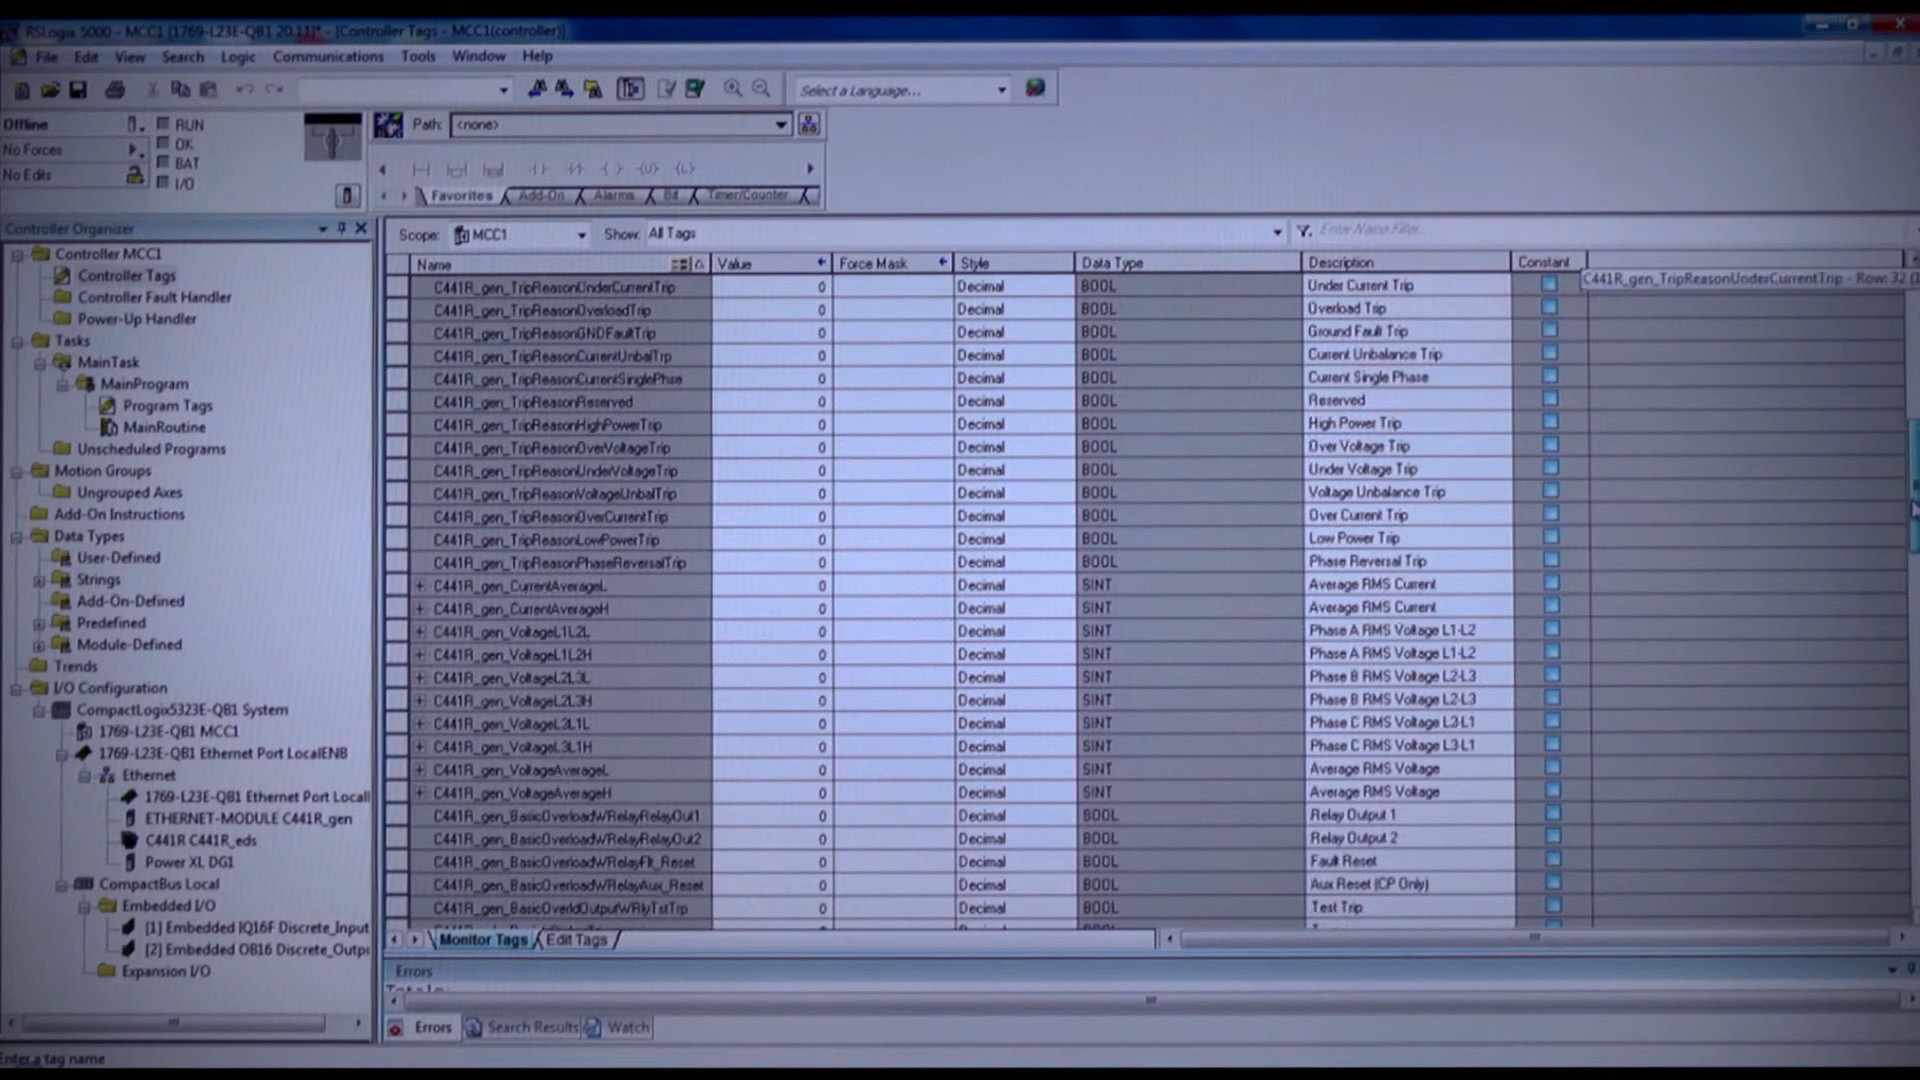 RSLogix 5000 - MCC1 [1769-L23E-QB1 20.11]* - [Controller Tags - MCC1(controller)]
File Edit View Search Logic Communications Tools Window Help
Select a Language...
Offline
RUN
Path: <none>
No Forces
OK
No Edits
BAT
I/O
Favorites Add-On Alarms Bit Timer/Counter
Controller Organizer
Scope: MCC1 Show: All Tags
Enter Name Filter...
Name Value Force Mask Style Data Type Description Constant
C441R_gen_TripReasonUnderCurrentTrip - Row: 32
C441R_gen_TripReasonUnderCurrentTrip 0 Decimal BOOL Under Current Trip
C441R_gen_TripReasonOverloadTrip 0 Decimal BOOL Overload Trip
C441R_gen_TripReasonGNDFaultTrip 0 Decimal BOOL Ground Fault Trip
C441R_gen_TripReasonCurrentUnbalTrp 0 Decimal BOOL Current Unbalance Trip
C441R_gen_TripReasonCurrentSinglePhse 0 Decimal BOOL Current Single Phase
C441R_gen_TripReasonReserved 0 Decimal BOOL Reserved
C441R_gen_TripReasonHighPowerTrip 0 Decimal BOOL High Power Trip
C441R_gen_TripReasonOverVoltageTrip 0 Decimal BOOL Over Voltage Trip
C441R_gen_TripReasonUnderVoltageTrip 0 Decimal BOOL Under Voltage Trip
C441R_gen_TripReasonVoltageUnbalTrip 0 Decimal BOOL Voltage Unbalance Trip
C441R_gen_TripReasonOverCurrentTrip 0 Decimal BOOL Over Current Trip
C441R_gen_TripReasonLowPowerTrip 0 Decimal BOOL Low Power Trip
C441R_gen_TripReasonPhaseReversalTrip 0 Decimal BOOL Phase Reversal Trip
+ C441R_gen_CurrentAverageL 0 Decimal SINT Average RMS Current
+ C441R_gen_CurrentAverageH 0 Decimal SINT Average RMS Current
+ C441R_gen_VoltageL1L2L 0 Decimal SINT Phase A RMS Voltage L1-L2
+ C441R_gen_VoltageL1L2H 0 Decimal SINT Phase A RMS Voltage L1-L2
+ C441R_gen_VoltageL2L3L 0 Decimal SINT Phase B RMS Voltage L2-L3
+ C441R_gen_VoltageL2L3H 0 Decimal SINT Phase B RMS Voltage L2-L3
+ C441R_gen_VoltageL3L1L 0 Decimal SINT Phase C RMS Voltage L3-L1
+ C441R_gen_VoltageL3L1H 0 Decimal SINT Phase C RMS Voltage L3-L1
+ C441R_gen_VoltageAverageL 0 Decimal SINT Average RMS Voltage
+ C441R_gen_VoltageAverageH 0 Decimal SINT Average RMS Voltage
C441R_gen_BasicOverloadWRelayRelayOut1 0 Decimal BOOL Relay Output 1
C441R_gen_BasicOverloadWRelayRelayOut2 0 Decimal BOOL Relay Output 2
C441R_gen_BasicOverloadWRelayFlt_Reset 0 Decimal BOOL Fault Reset
C441R_gen_BasicOverloadWRelayAux_Reset 0 Decimal BOOL Aux Reset (CP Only)
C441R_gen_BasicOverldOutputWRlyTstTrip 0 Decimal BOOL Test Trip
Controller MCC1
Controller Tags
Controller Fault Handler
Power-Up Handler
Tasks
MainTask
MainProgram
Program Tags
MainRoutine
Unscheduled Programs
Motion Groups
Ungrouped Axes
Add-On Instructions
Data Types
User-Defined
Strings
Add-On-Defined
Predefined
Module-Defined
Trends
I/O Configuration
CompactLogix5323E-QB1 System
1769-L23E-QB1 MCC1
1769-L23E-QB1 Ethernet Port LocalENB
Ethernet
1769-L23E-QB1 Ethernet Port Locall
ETHERNET-MODULE C441R_gen
C441R C441R_eds
Power XL DG1
CompactBus Local
Embedded I/O
[1] Embedded IQ16F Discrete_Input
[2] Embedded OB16 Discrete_Outp
Expansion I/O
Monitor Tags Edit Tags
Errors
Errors Search Results Watch
Enter a tag name